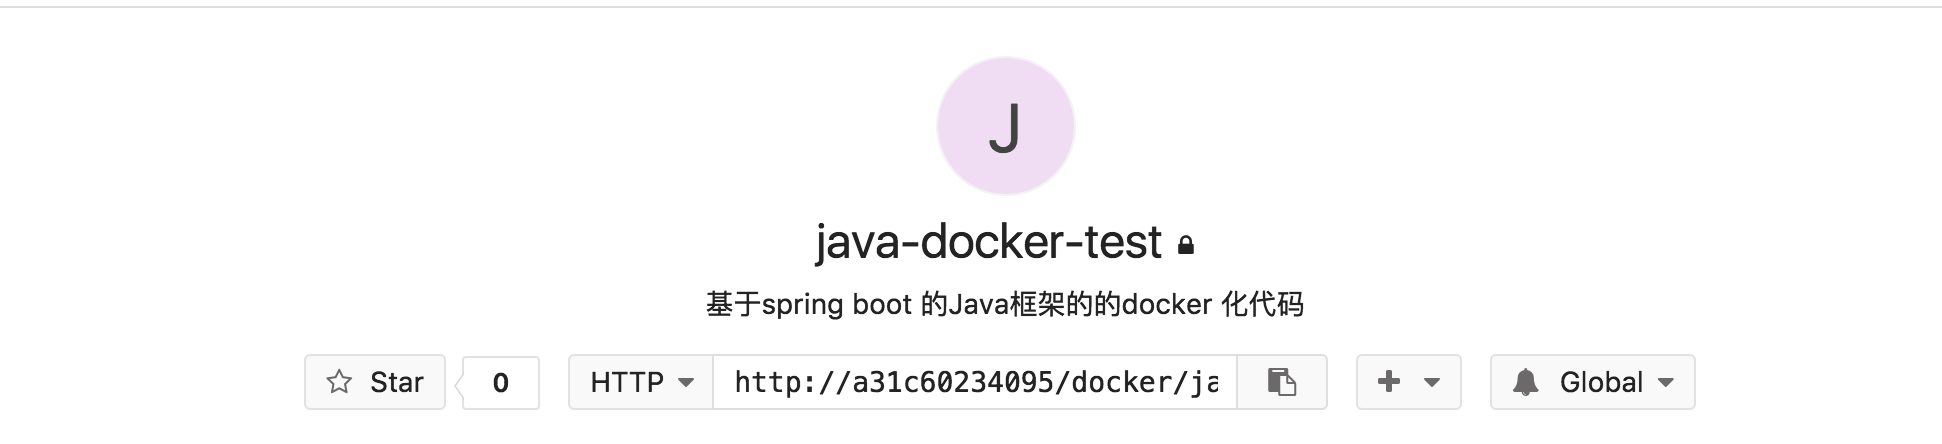 J
java-docker-test
基于spring boot 的Java框架的的docker 化代码
Star 0 HTTP http://a31c60234095/docker/ja Global